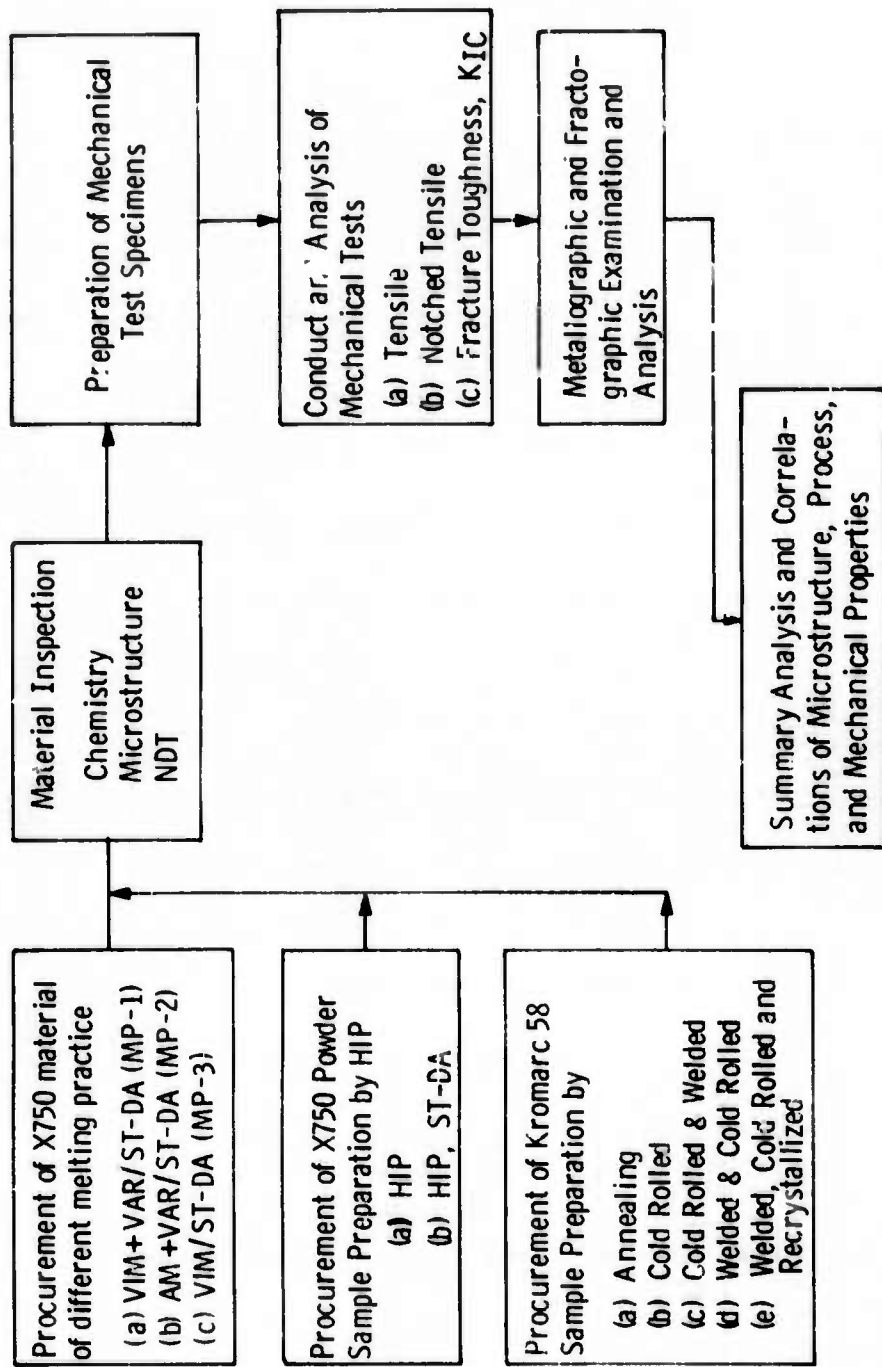 Procurement of X750 material
of different melting practice
(a) VIM+VAR/ST-DA (MP-1)
(b) AM+VAR/ST-DA (MP-2)
(c) VIM/ST-DA (MP-3)
Procurement of X750 Powder
Sample Preparation by HIP
(a) HIP
(b) HIP, ST-DA
Procurement of Kromarc 58
Sample Preparation by
(a) Annealing
(b) Cold Rolled
(c) Cold Rolled & Welded
(d) Welded & Cold Rolled
(e) Welded, Cold Rolled and
Recrystallized
Material Inspection
Chemistry
Microstructure
NDT
Preparation of Mechanical
Test Specimens
Conduct Analysis of
Mechanical Tests
(a) Tensile
(b) Notched Tensile
(c) Fracture Toughness, KIC
Metallographic and Fracto-
graphic Examination and
Analysis
Summary Analysis and Correla-
tions of Microstructure, Process,
and Mechanical Properties